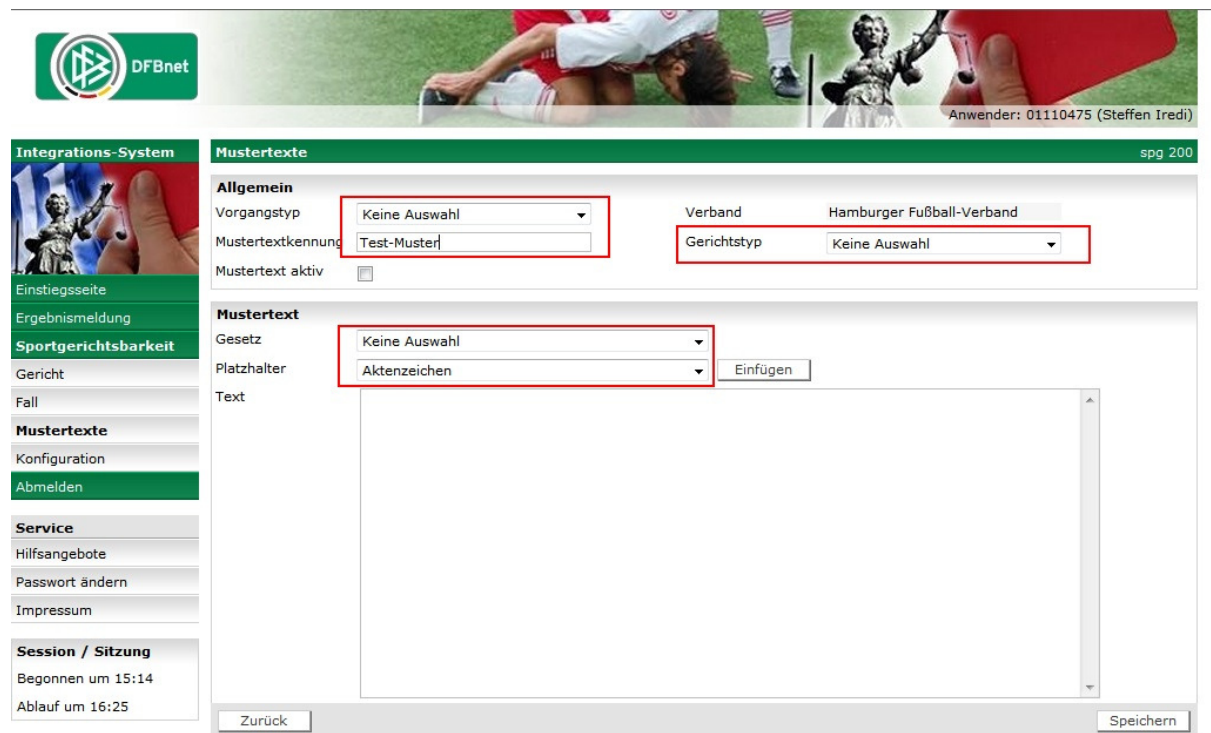 DFBnet
Anwender: 01110475 (Steffen Iredi)
Integrations-System
Einstiegsseite
Ergebnismeldung
Sportgerichtsbarkeit
Gericht
Fall
Mustertexte
Konfiguration
Abmelden
Service
Hilfsangebote
Passwort ändern
Impressum
Session / Sitzung
Begonnen um 15:14
Ablauf um 16:25
Mustertexte spg 200
Allgemein
Vorgangstyp Keine Auswahl Verband Hamburger Fußball-Verband
Mustertextkennung Test-Muster Gerichtstyp Keine Auswahl
Mustertext aktiv
Mustertext
Gesetz Keine Auswahl
Platzhalter Aktenzeichen Einfügen
Text
Zurück Speichern